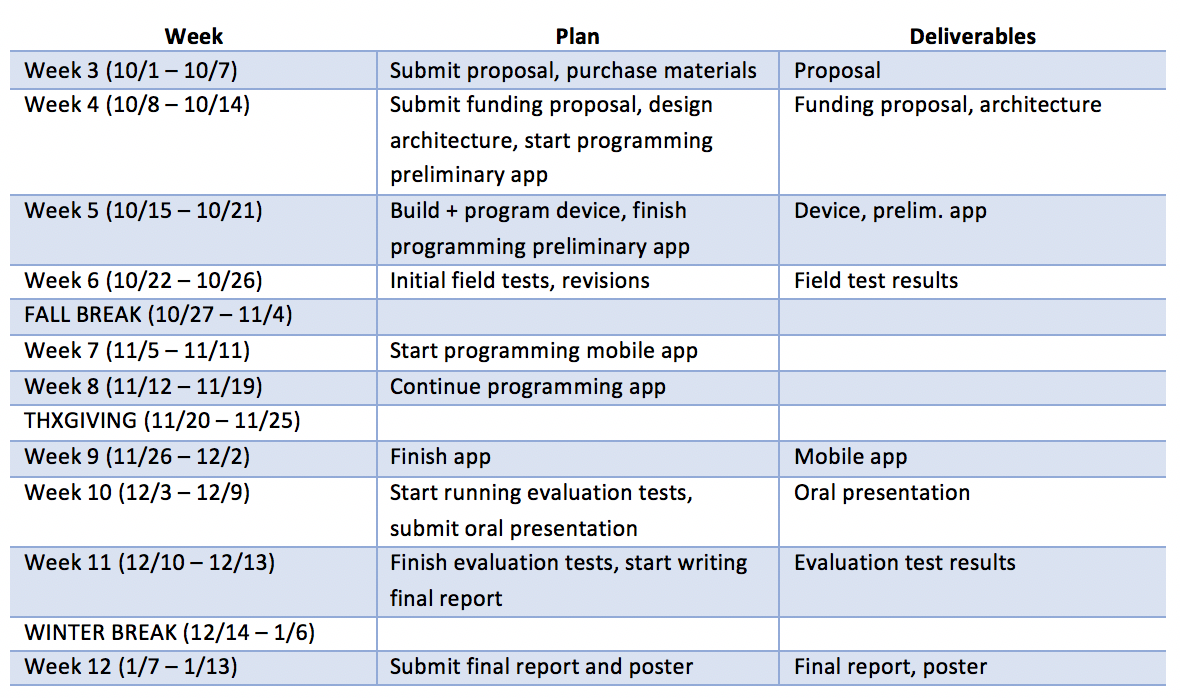 Week Plan Deliverables
Week 3 (10/1 – 10/7) Submit proposal, purchase materials Proposal
Week 4 (10/8 – 10/14) Submit funding proposal, design Funding proposal, architecture
architecture, start programming
preliminary app
Week 5 (10/15 – 10/21) Build + program device, finish Device, prelim. app
programming preliminary app
Week 6 (10/22 – 10/26) Initial field tests, revisions Field test results
FALL BREAK (10/27 – 11/4)
Week 7 (11/5 – 11/11) Start programming mobile app
Week 8 (11/12 – 11/19) Continue programming app
THXGIVING (11/20 – 11/25)
Week 9 (11/26 – 12/2) Finish app Mobile app
Week 10 (12/3 – 12/9) Start running evaluation tests, Oral presentation
submit oral presentation
Week 11 (12/10 – 12/13) Finish evaluation tests, start writing Evaluation test results
final report
WINTER BREAK (12/14 – 1/6)
Week 12 (1/7 – 1/13) Submit final report and poster Final report, poster